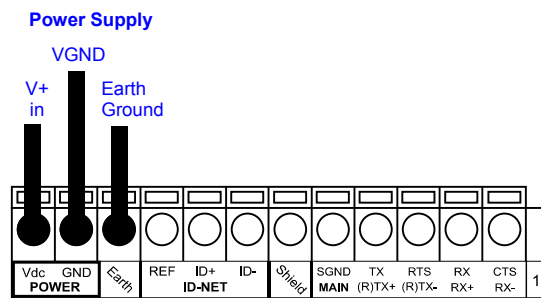 Power Supply
VGND
V+ in
Earth Ground
Vdc GND Earth REF ID+ ID- Shield SGND TX RTS RX CTS 1
POWER ID-NET MAIN (R)TX+ (R)TX- RX+ RX-